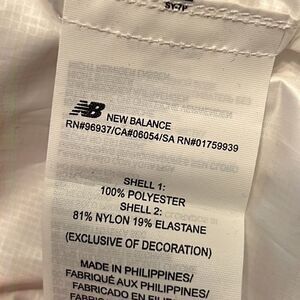 NB NEW BALANCE
RN#96937/CA#06054/SA RN#01759939
SHELL 1:
100% POLYESTER
SHELL 2:
81% NYLON 19% ELASTANE
(EXCLUSIVE OF DECORATION)
MADE IN PHILIPPINES/
FABRIQUÉ AUX PHILIPPINES/